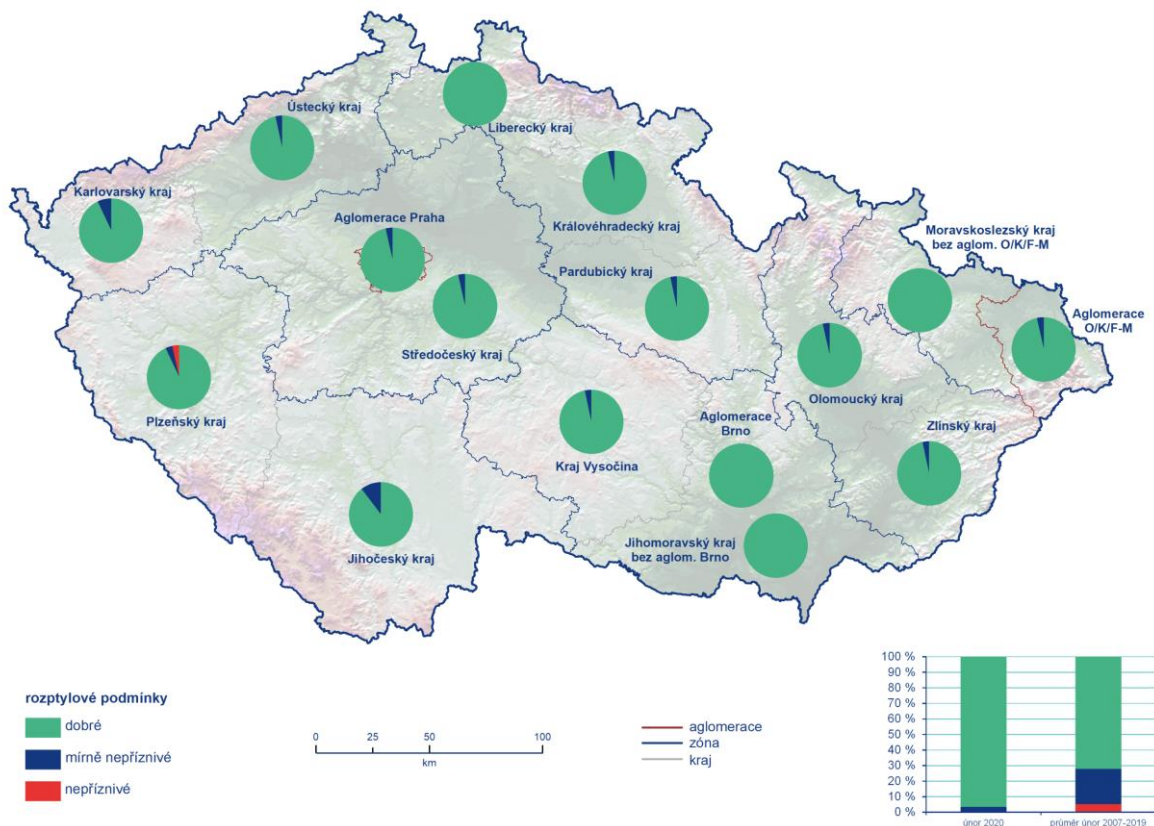 Ústecký kraj
Liberecký kraj
Karlovarský kraj
Královéhradecký kraj
Aglomerace Praha
Moravskoslezský kraj
bez aglom. O/K/F-M
Pardubický kraj
Aglomerace
O/K/F-M
Středočeský kraj
Olomoucký kraj
Plzeňský kraj
Aglomerace
Brno
Zlínský kraj
Kraj Vysočina
Jihomoravský kraj
bez aglom. Brno
Jihočeský kraj
rozptylové podmínky
dobré
mírně nepříznivé
nepříznivé
0 25 50 100
km
aglomerace
zóna
kraj
100 %
90 %
80 %
70 %
60 %
50 %
40 %
30 %
20 %
10 %
0 %
únor 2020
průměr únor 2007-2019